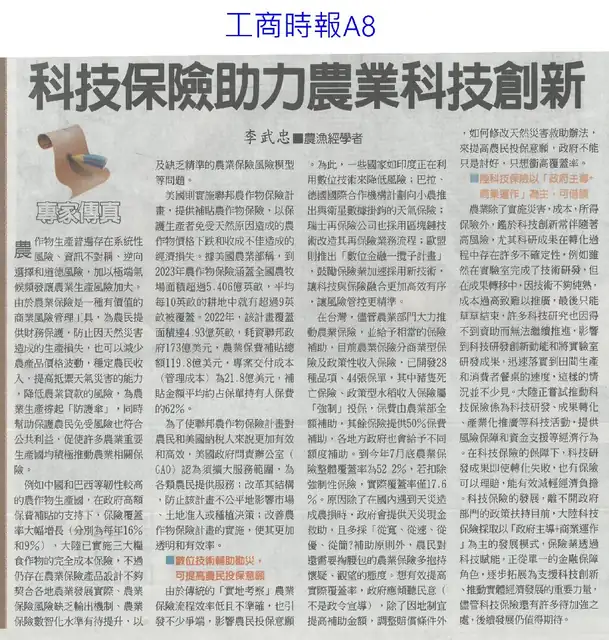 工商時報A8
科技保險助力農業科技創新
李武忠■農漁經學者
專家傳真
農作物生產普遍存在系統性
風險、資訊不對稱、逆向
選擇和道德風險，加以極端氣
候頻發讓農業生產風險加大。
由於農業保險是一種有價值的
商業風險管理工具，為農民提
供財務保護，防止因天然災害
造成的生產損失，也可以減少
農產品價格波動，穩定農民收
入，提高抵禦天氣災害的能力
，降低農業貸款的風險，為農
業生產撐起「防護傘」，同時
幫助保護農民免受風險也符合
公共利益，促使許多農業重要
生產國均積極推動農業相關保
險。
例如中國和巴西等韌性較高
的農作物生產國，在政府高額
保費補貼的支持下，保險覆蓋
率大幅增長（分別為每年16%
和9%），大陸已實施三大糧
食作物的完全成本保險，不過
仍存在農業保險產品設計不夠
契合各地農業發展實際、農業
保險風險缺乏輸出機制、農業
保險數智化水準有待提升，以
及缺乏精準的農業保險風險模型
等問題。
美國則實施聯邦農作物保險計
畫，提供補貼農作物保險，以保
護生產者免受天然原因造成的農
作物價格下跌和收成不佳造成的
經濟損失。據美國農業部稱，到
2023年農作物保險涵蓋全國農牧
場面積超過5.406億英畝，平均
每10英畝的耕地中就有超過9英
畝被覆蓋。2022年，該計畫覆蓋
面積達4.93億英畝，耗資聯邦政
府173億美元，農業保費補貼總
額119.8億美元，專案交付成本
（管理成本）為21.8億美元，補
貼金額平均約占保單持有人保費
的62%。
為了使聯邦作物保險計畫對
農民和美國納稅人來說更加有效
和高效，美國政府問責辦公室（
GAO）認為須擴大服務範圍，為
各類農民提供服務；改革其結構
，防止該計畫不公平地影響市場
、土地准入或種植決策；改善農
作物保險計畫的實施，使其更加
透明和有效率。
■數位技術輔助勘災，
可提高農民投保意願
由於傳統的「實地考察」農業
保險流程效率低且不準確，也引
發不少爭端，影響農民投保意願
。為此，一些國家如印度正在利
用數位技術來降低風險；巴拉、
德國國際合作機構計劃向小農推
出與衛星數據掛鉤的天氣保險；
瑞士再保險公司也採用區塊鏈技
術改造其再保險業務流程；歐盟
則推出「數位金融一攬子計畫」
，鼓勵保險業加速採用新技術，
讓科技與保險融合更加高效有序
，讓風險管控更精準。
在台灣，儘管農業部門大力推
動農業保險，並給予相當的保險
補助，目前農業保險分商業型保
險及政策性收入保險，已開發28
種品項、44張保單，其中豬隻死
亡保險、政策型水稻收入保險屬
「強制」投保，保費由農業部全
額補助，其餘保險提供50%保費
補助，各地方政府也會給予不同
額度補助。到今年7月底農業保
險整體覆蓋率為52.2%，若扣除
強制性保險，實際覆蓋率僅17.6
%。原因除了在國內遇到天災造
成農損時，政府會提供天災現金
救助，且多採「從寬、從速、從
優、從簡?補助原則外，農民對
還需要掏腰包的農業保險多抱持
懷疑、觀望的態度。想有效提高
實際覆蓋率，政府應傾聽民意（
不是政令宣導），除了因地制宜
提高補助金額，調整賠償條件外
，如何修改天然災害救助辦法，
來提高農民投保意願，政府不能
只是討好，只想衝高覆蓋率。
■陸科技保險以「政府主導+
商業運作」為主，可借鏡
農業除了實施災害、成本、所得
保險外，鑑於科技創新常伴隨著
高風險，尤其科研成果在轉化過
程中存在許多不確定性，例如雖
然在實驗室完成了技術研發，但
在成果轉移中，因技術不夠純熟、
成本過高致難以推廣，最後只能
草草結束，許多科技研究也因得
不到資助而無法繼續推進，影響
到科技研發創新動能和將實驗室
研發成果，迅速落實到田間生產
和消費者餐桌的速度，這樣的情
況並不少見。大陸正嘗試推動科
技保險係為科技研發、成果轉化
、產業化推廣等科技活動，提供
風險保障和資金支援等經濟行為
。在科技保險的保障下，科技研
發成果即使轉化失敗，也有保險
可以理賠，能有效減輕經濟負擔。
科技保險的發展，離不開政府
部門的政策扶持目前，大陸科技
保險採取以「政府主導+商業運作
」為主的發展模式，保險業透過
科技賦能，正從單一的金融保障
角色，逐步拓展為支援科技創新
、推動實體經濟發展的重要力量，
儘管科技保險還有許多待加強之
處，後續發展仍值得期待。